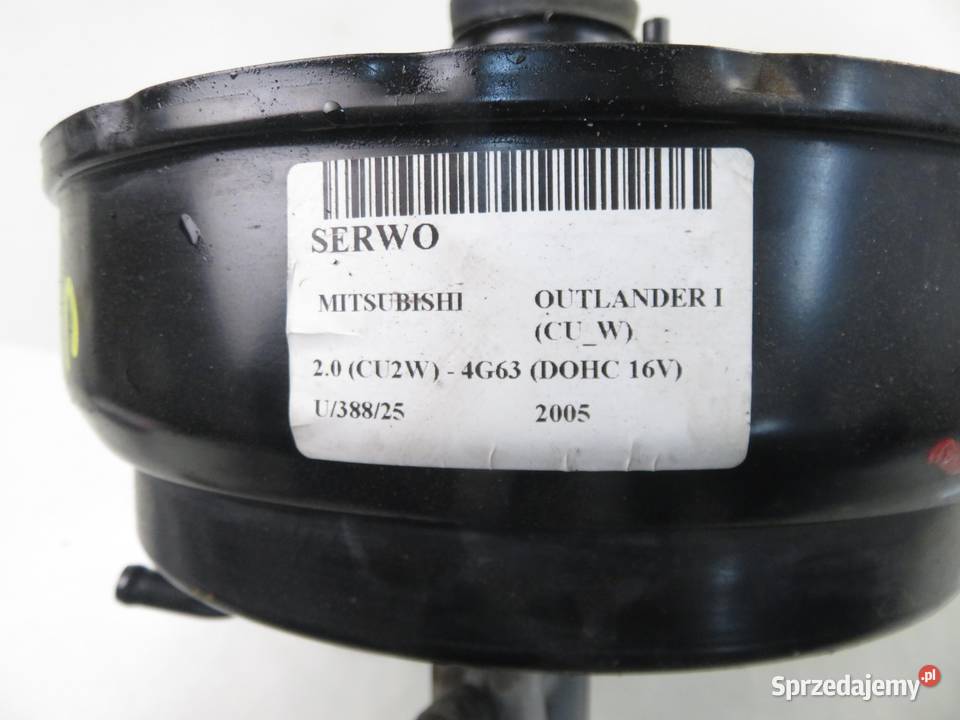 SERWO
MITSUBISHI OUTLANDER I
(CU_W)
2.0 (CU2W) - 4G63 (DOHC 16V)
U/388/25 2005
Sprzedajemy.pl